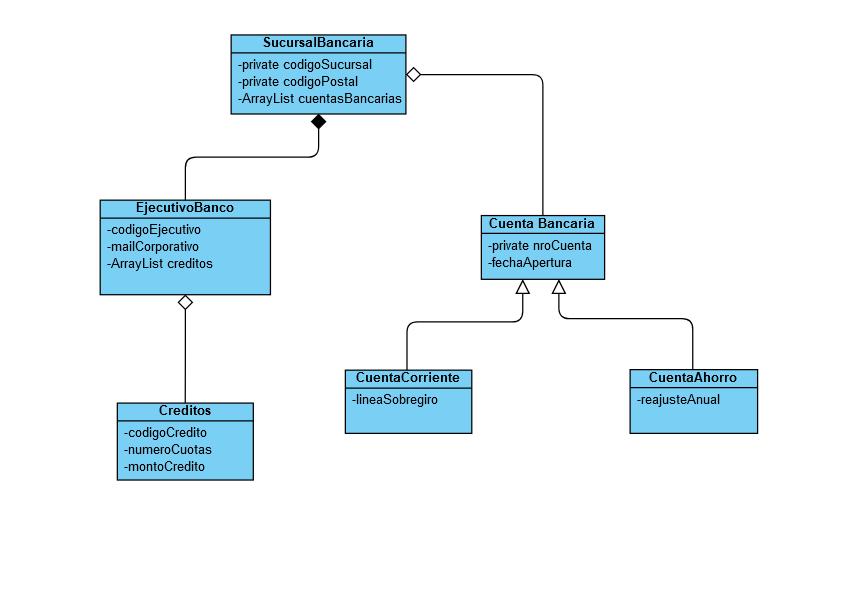 SucursalBancaria
-private codigoSucursal
-private codigoPostal
-ArrayList cuentasBancarias
EjecutivoBanco
-codigoEjecutivo
-mailCorporativo
-ArrayList creditos
Cuenta Bancaria
-private nroCuenta
-fechaApertura
CuentaCorriente
-lineaSobregiro
CuentaAhorro
-reajusteAnual
Creditos
-codigoCredito
-numeroCuotas
-montoCredito